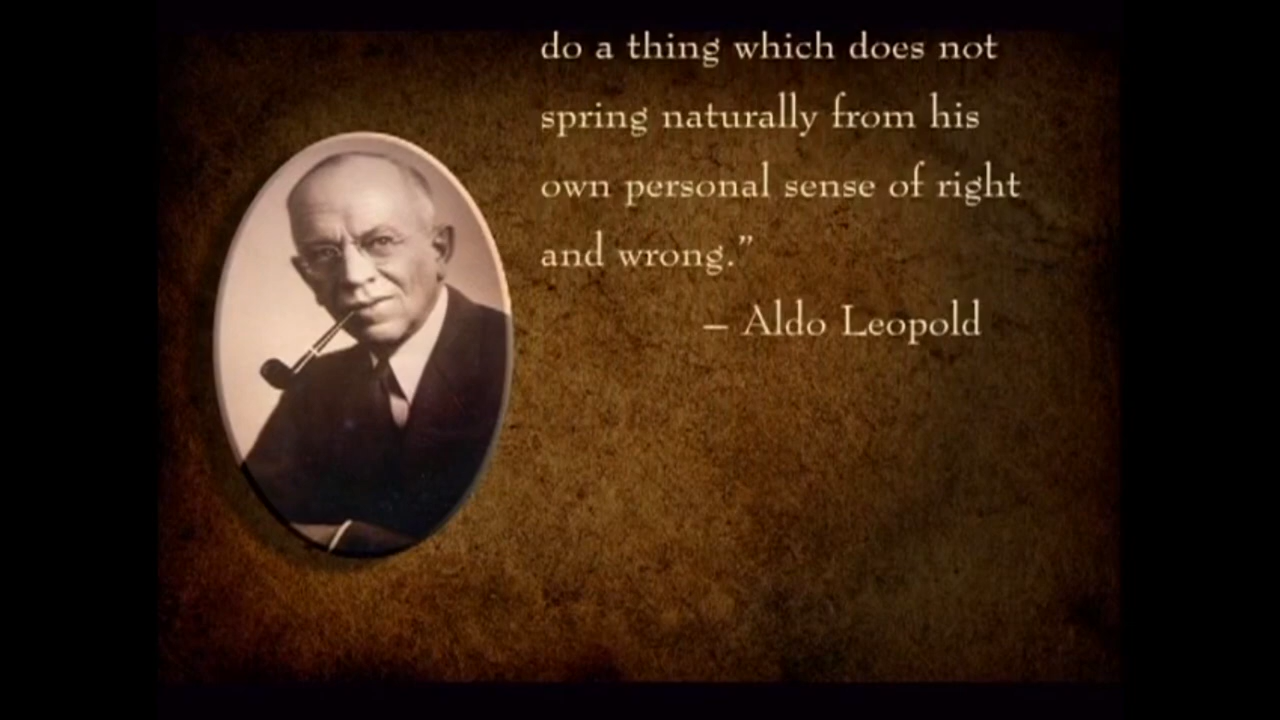 do a thing which does not
spring naturally from his
own personal sense of right
and wrong.”
– Aldo Leopold